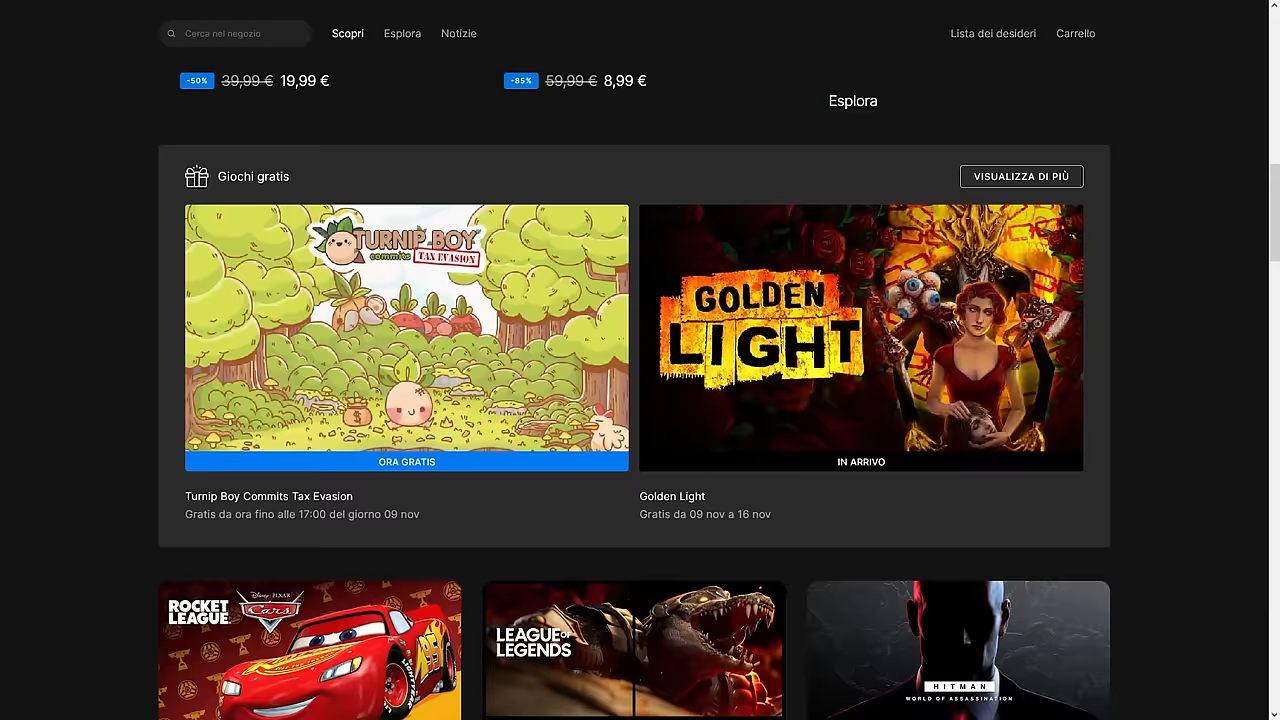 Cerca nel negozio
Scopri
Esplora
Notizie
Lista dei desideri
Carrello
-50% 39,99 € 19,99 €
-85% 59,99 € 8,99 €
Esplora
Giochi gratis
VISUALIZZA DI PIÙ
TURNIP BOY
commits TAX EVASION
GOLDEN
LIGHT
ORA GRATIS
IN ARRIVO
Turnip Boy Commits Tax Evasion
Gratis da ora fino alle 17:00 del giorno 09 nov
Golden Light
Gratis da 09 nov a 16 nov
ROCKET
LEAGUE
Disney PIXAR
Cars
95
LEAGUE OF
LEGENDS
HITMAN
WORLD OF ASSASSINATION